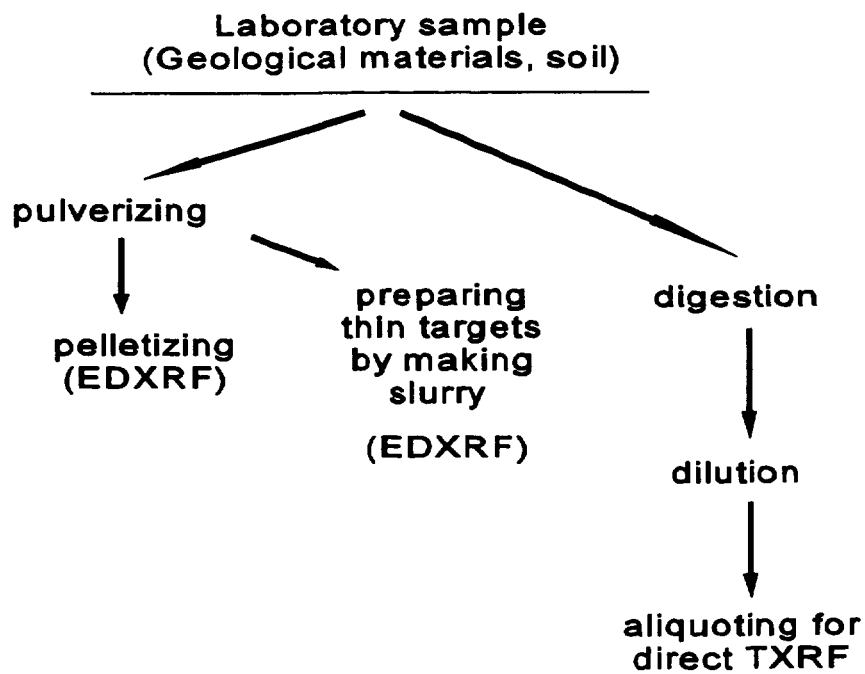 Laboratory sample
(Geological materials, soil)
pulverizing
pelletizing
(EDXRF)
preparing
thin targets
by making
slurry
(EDXRF)
digestion
dilution
aliquoting for
direct TXRF